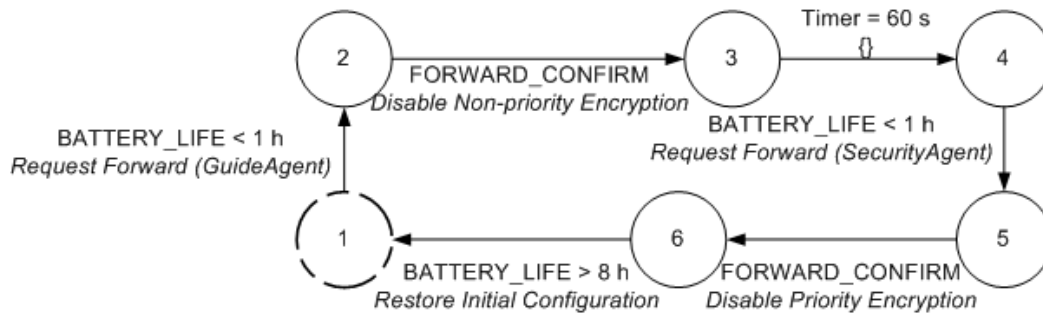 Timer = 60 s
{}
2
3
4
FORWARD_CONFIRM
Disable Non-priority Encryption
BATTERY_LIFE < 1 h
Request Forward (GuideAgent)
BATTERY_LIFE < 1 h
Request Forward (SecurityAgent)
1
6
5
BATTERY_LIFE > 8 h
Restore Initial Configuration
FORWARD_CONFIRM
Disable Priority Encryption